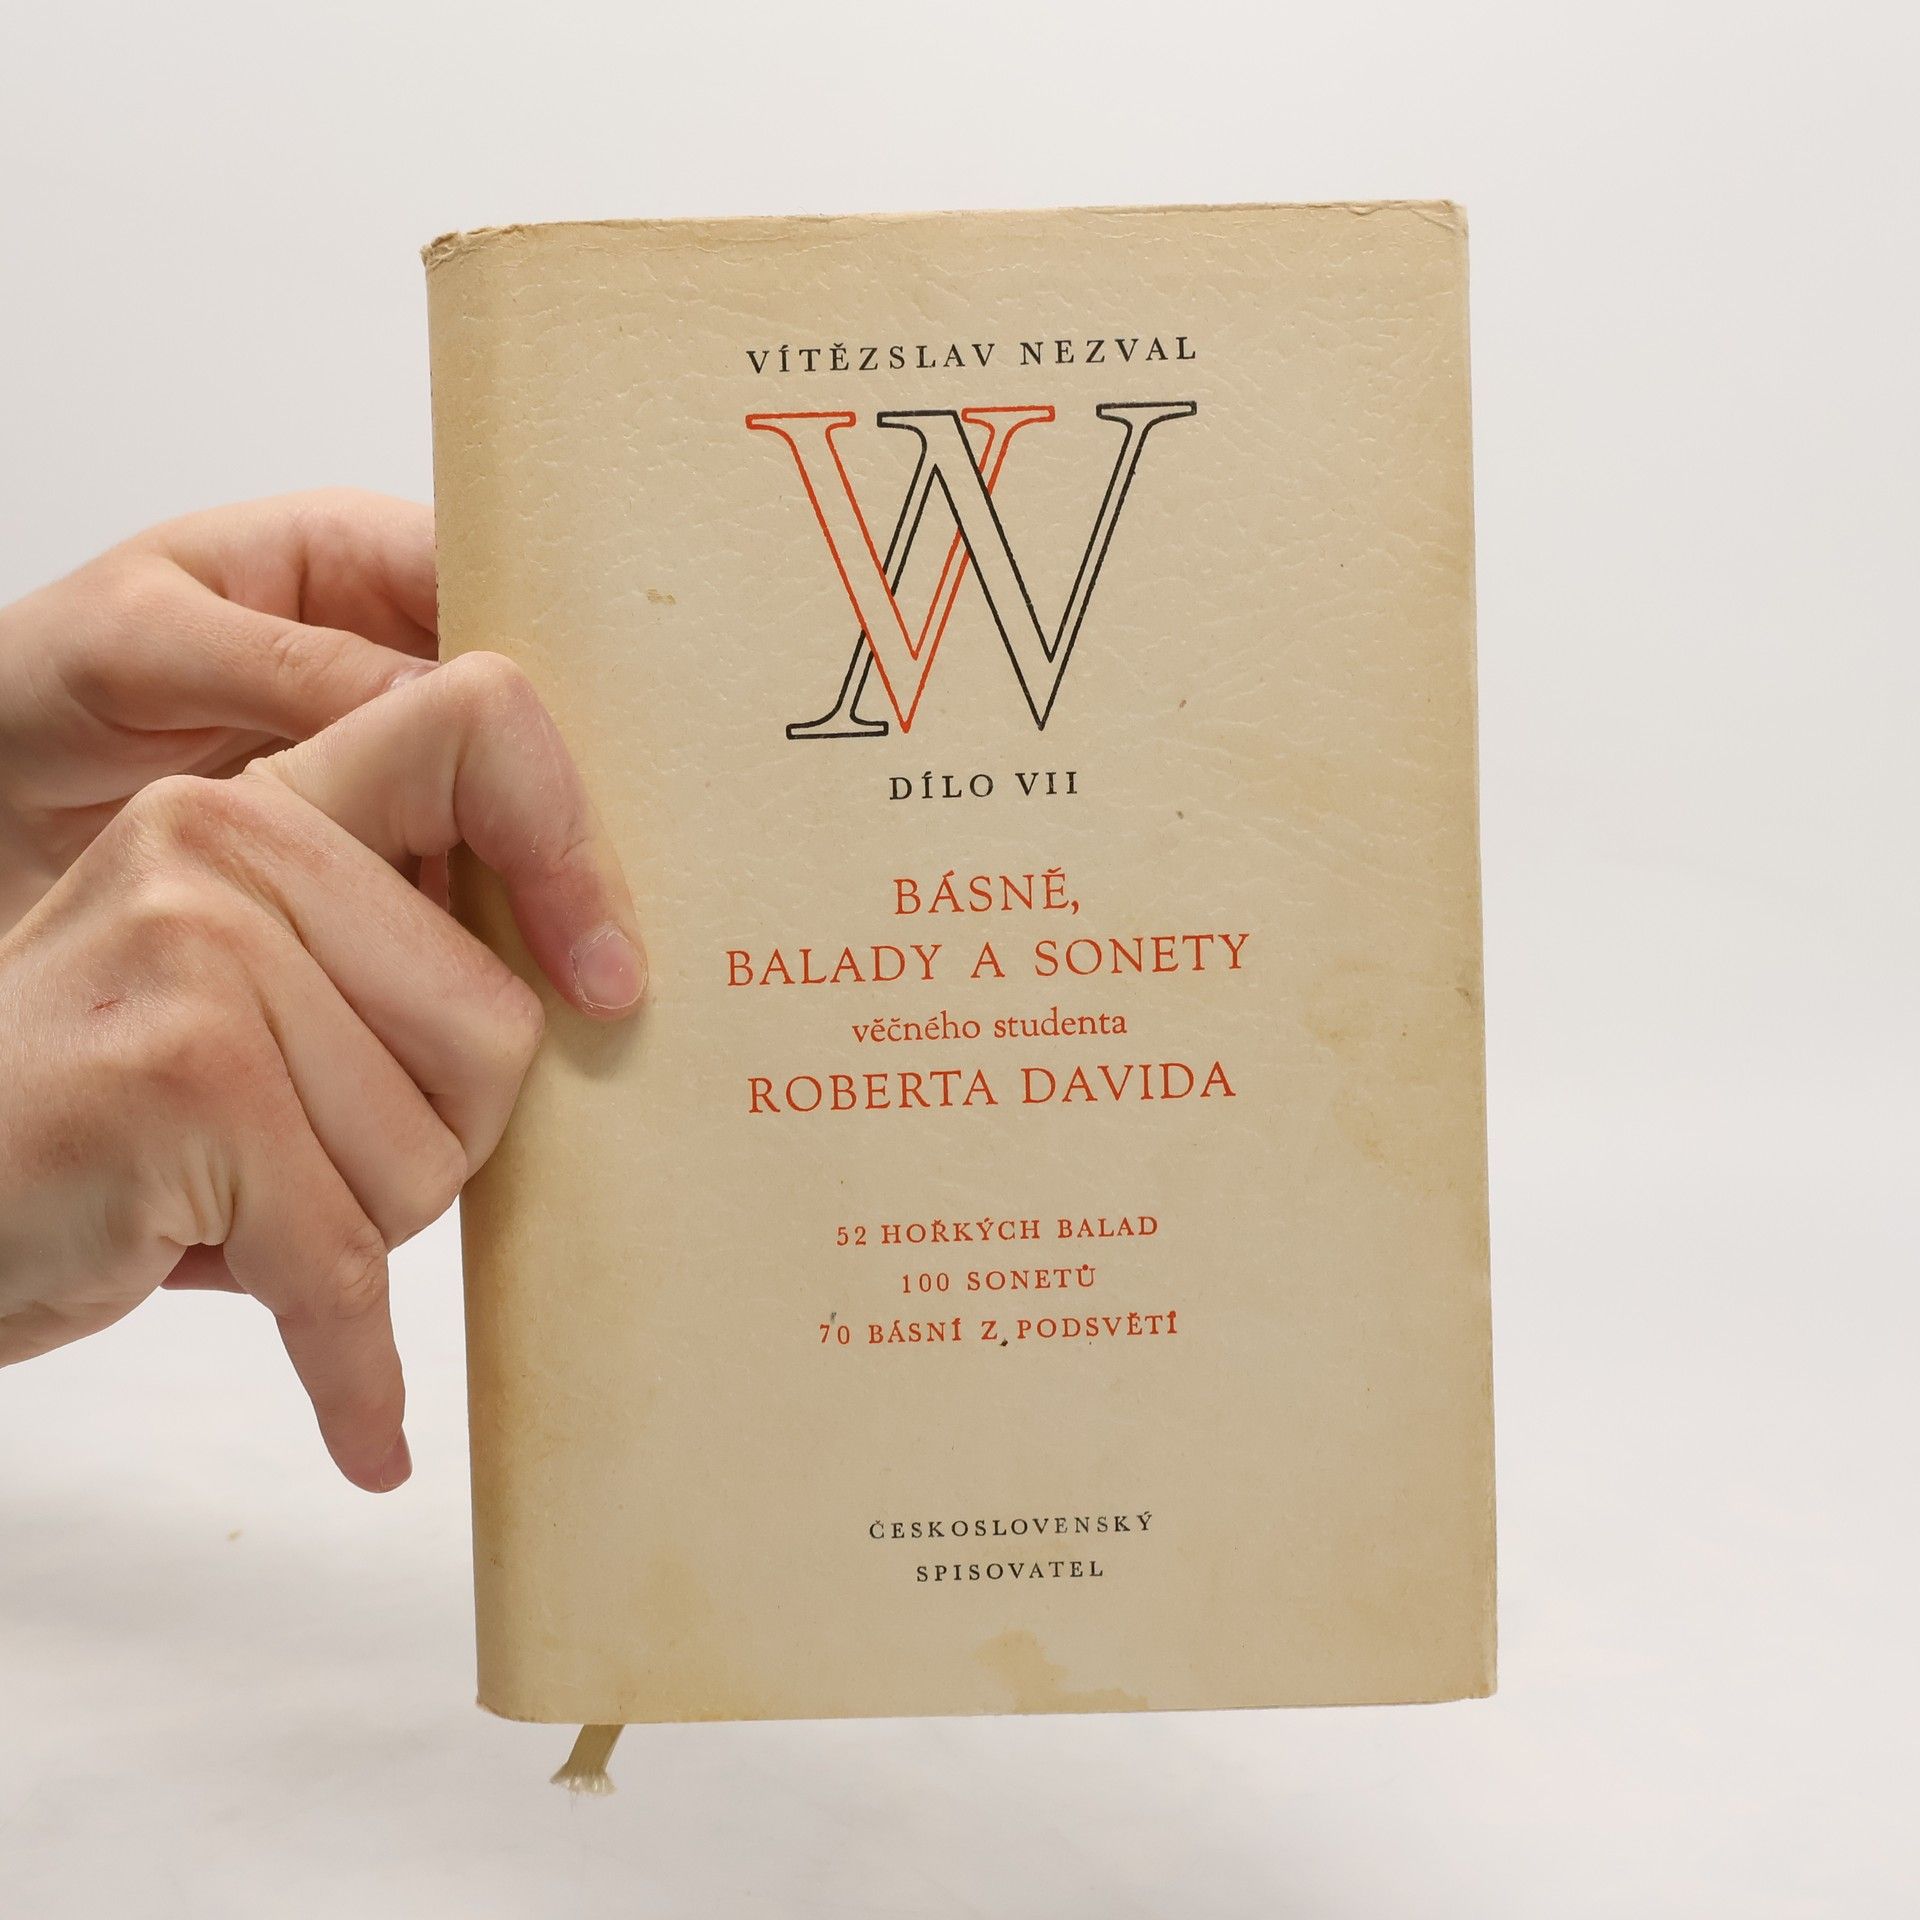 VÍTĚZSLAV NEZVAL
VN
DÍLO VII
BÁSNĚ,
BALADY A SONETY
věčného studenta
ROBERTA DAVIDA
52 HOŘKÝCH BALAD
100 SONETŮ
70 BÁSNÍ Z PODSVĚTÍ
ČESKOSLOVENSKÝ
SPISOVATEL